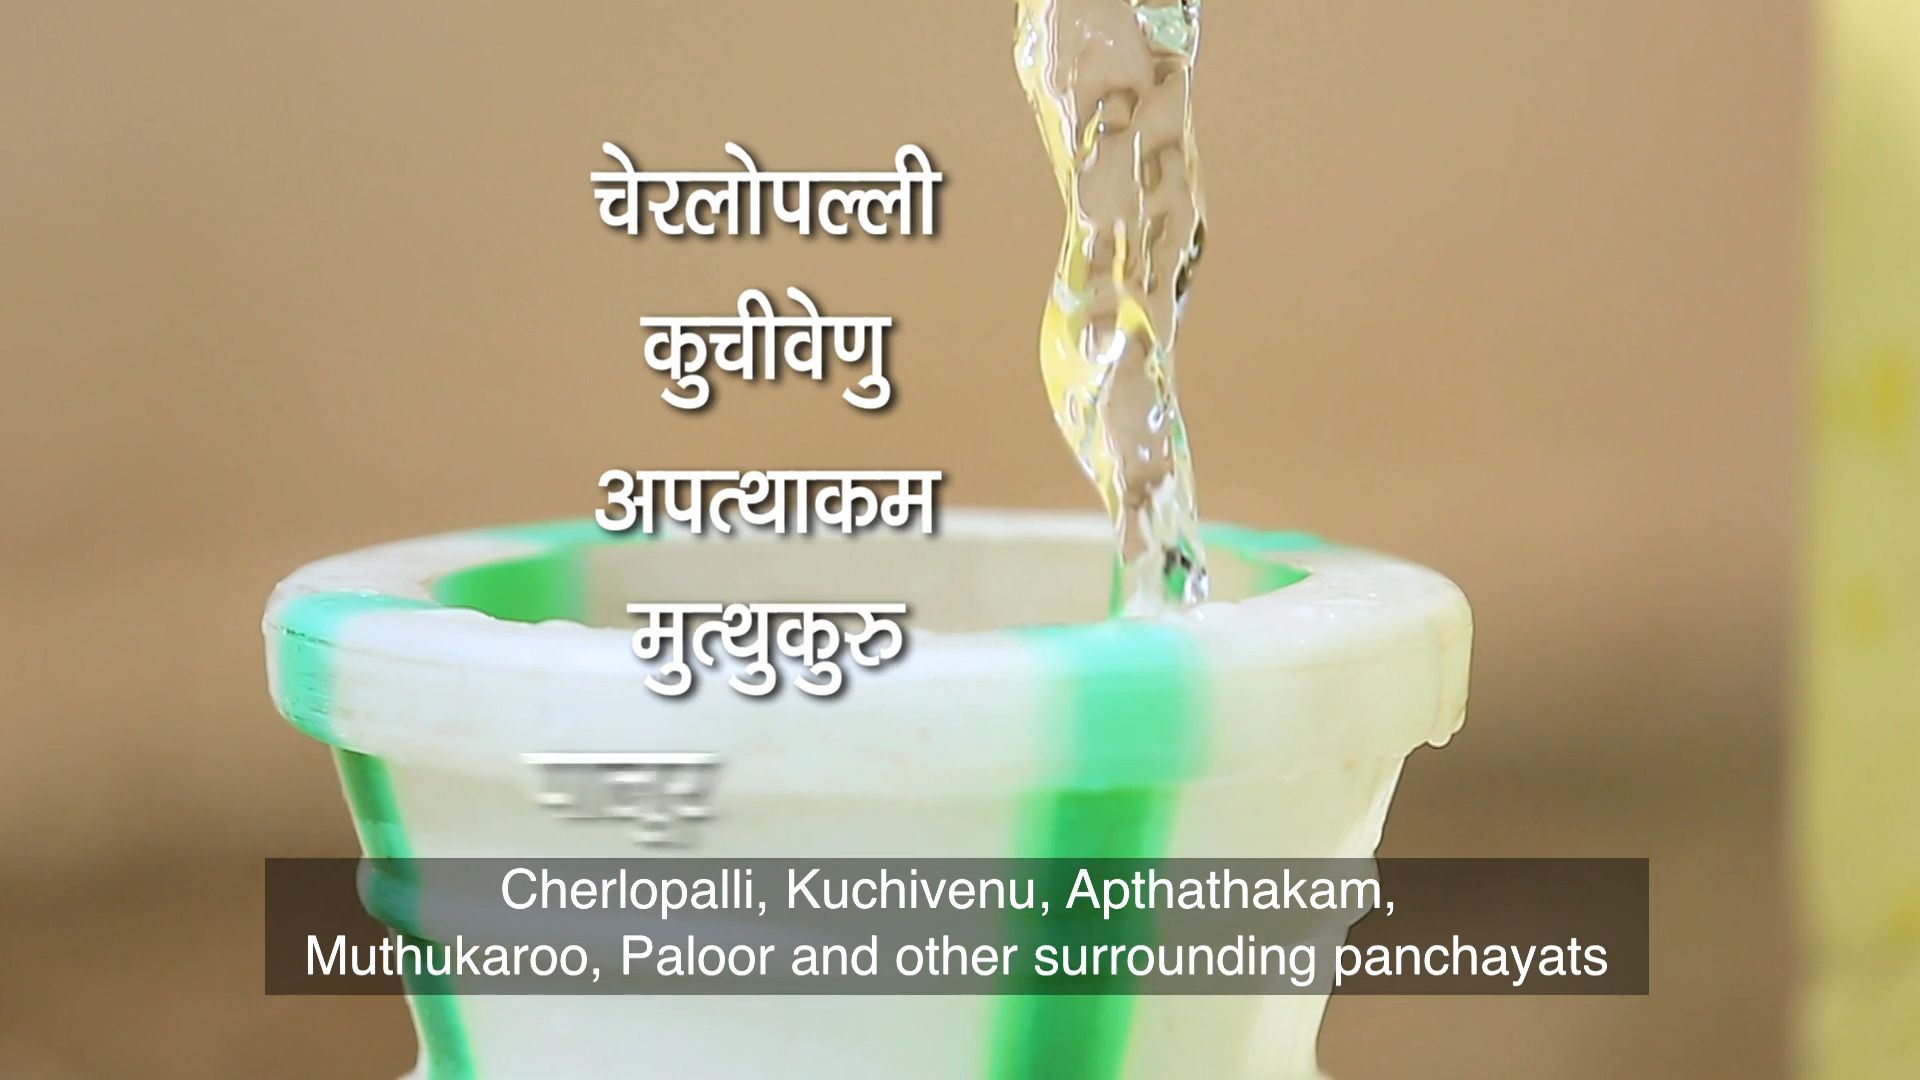 चेरलोपल्ली
कुचीवेणु
अपत्थाकम
मुत्थुकुरु
Cherlopalli, Kuchivenu, Apthathakam,
Muthukaroo, Paloor and other surrounding panchayats